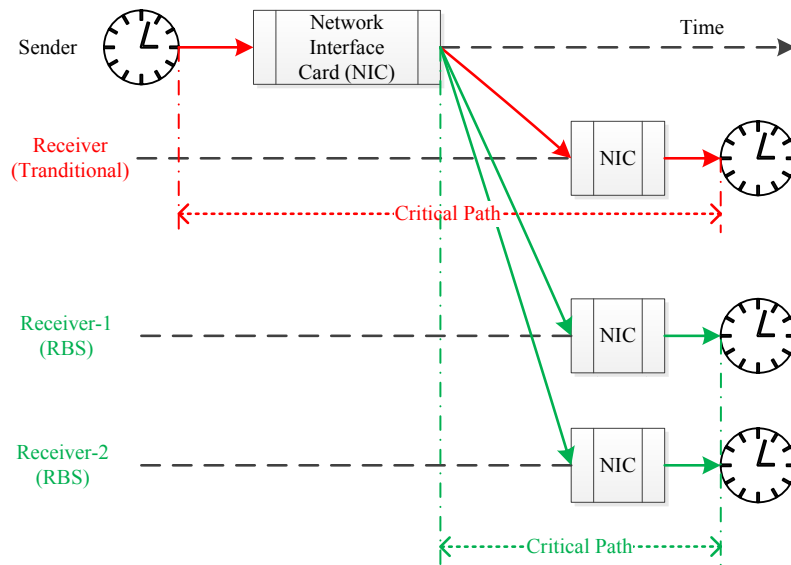 Sender
Network
Interface
Card (NIC)
Time
Receiver
(Tranditional)
NIC
Critical Path
Receiver-1
(RBS)
NIC
Receiver-2
(RBS)
NIC
Critical Path